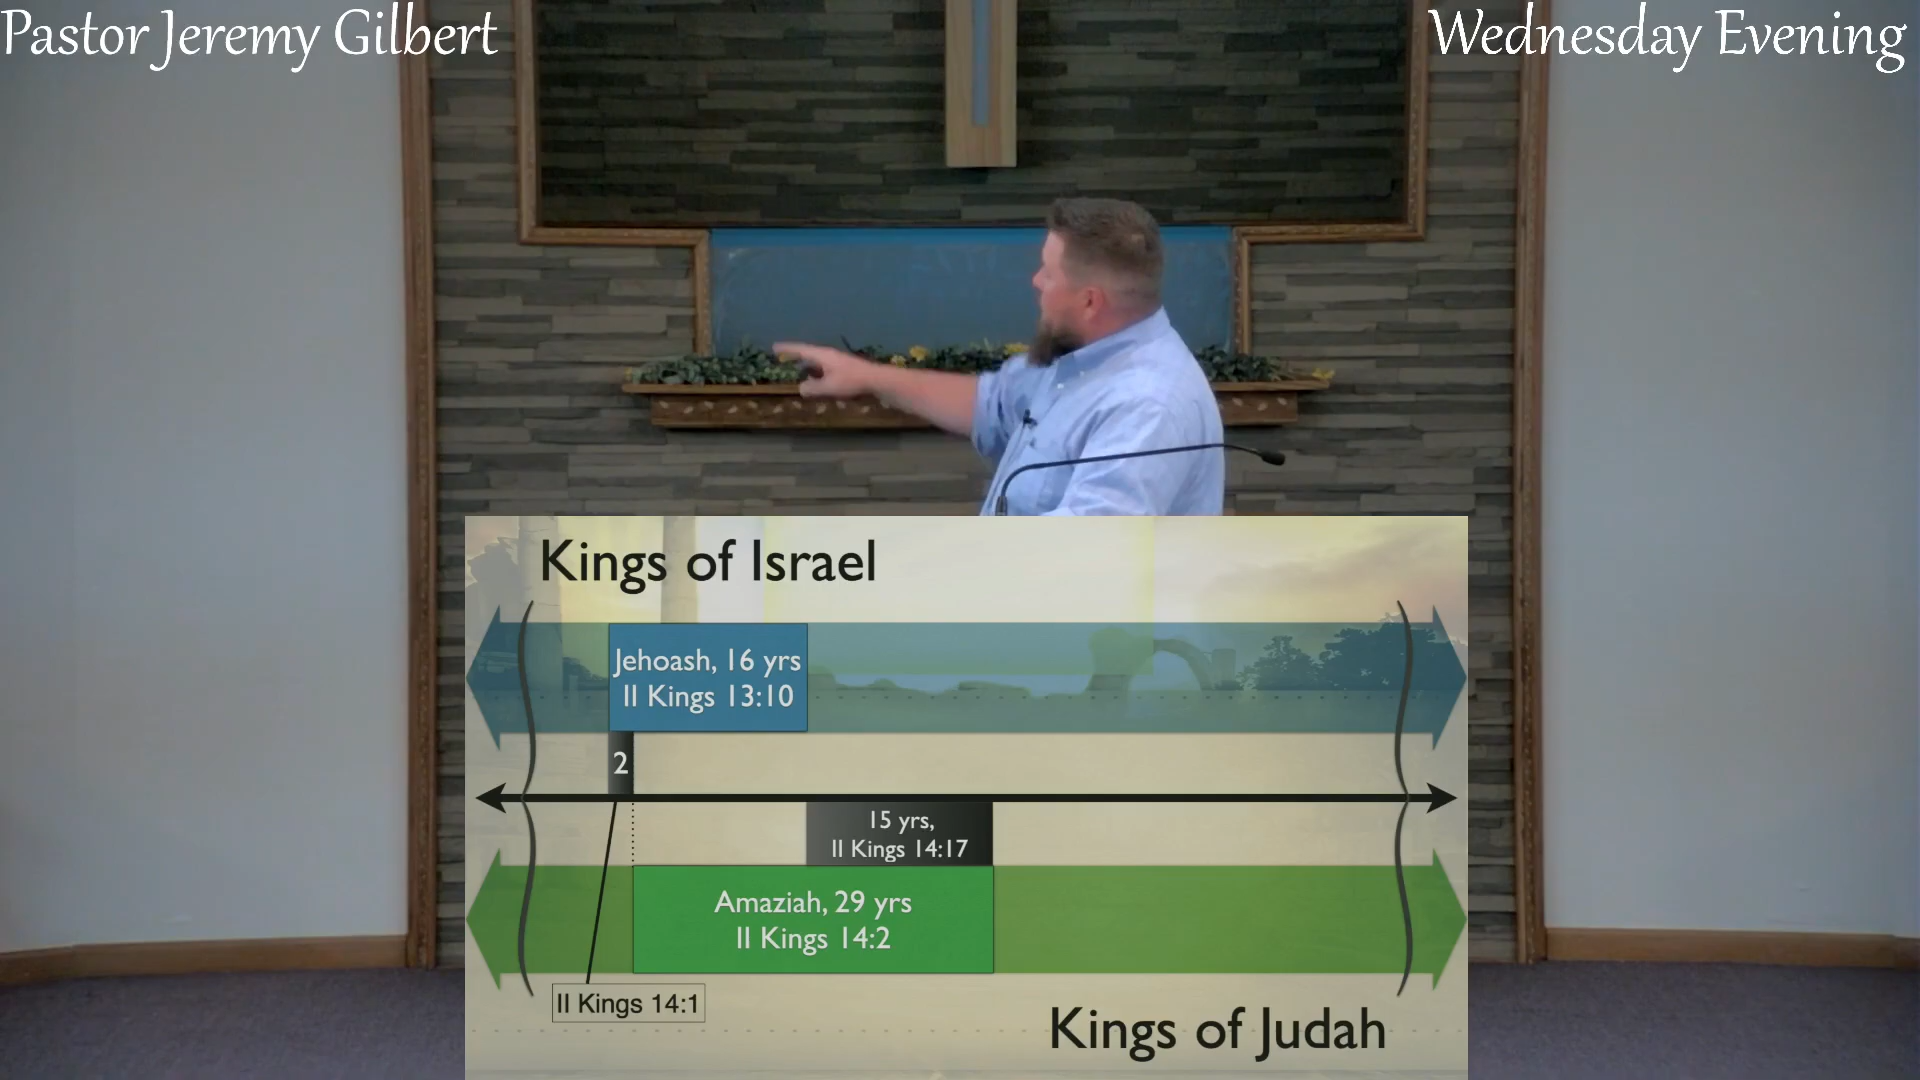 Pastor Jeremy Gilbert
Wednesday Evening
Kings of Israel
Jehoash, 16 yrs
II Kings 13:10
2
15 yrs,
II Kings 14:17
Amaziah, 29 yrs
II Kings 14:2
II Kings 14:1
Kings of Judah